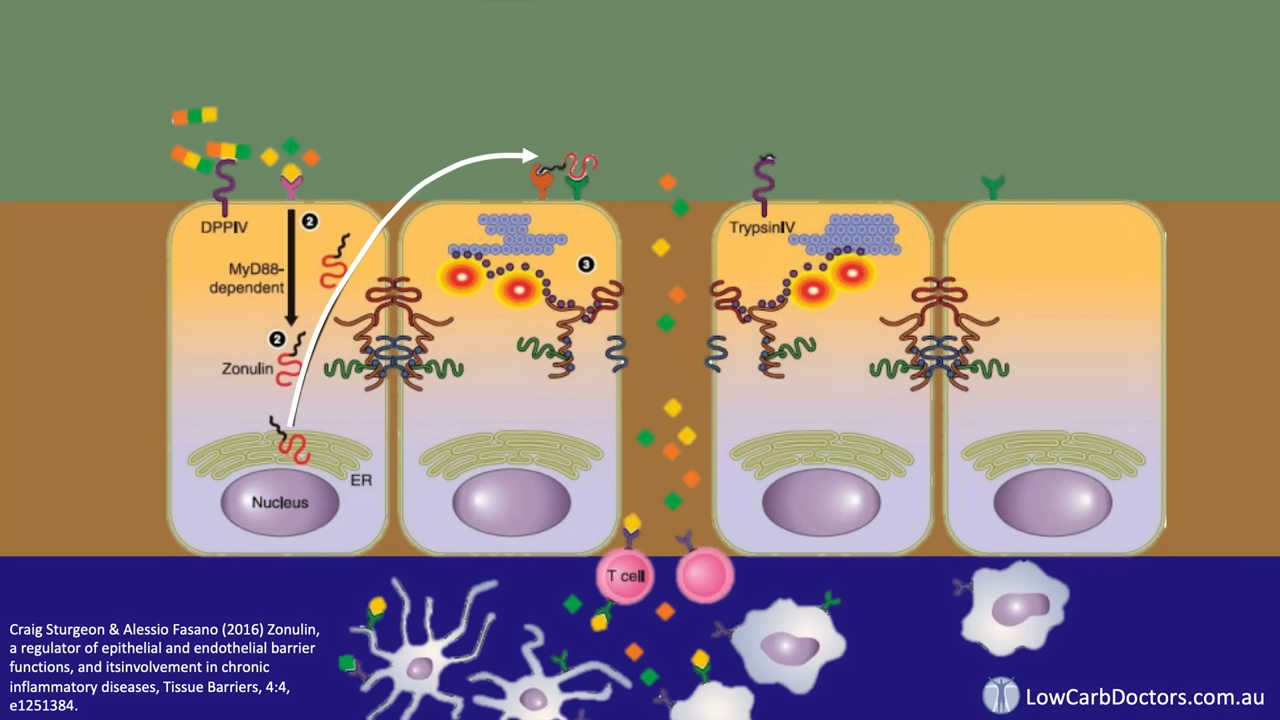 DPPIV
2
MyD88-
dependent
2
Zonulin
ER
Nucleus
3
TrypsinIV
T cell
Craig Sturgeon & Alessio Fasano (2016) Zonulin,
a regulator of epithelial and endothelial barrier
functions, and itsinvolvement in chronic
inflammatory diseases, Tissue Barriers, 4:4,
e1251384.
LowCarbDoctors.com.au